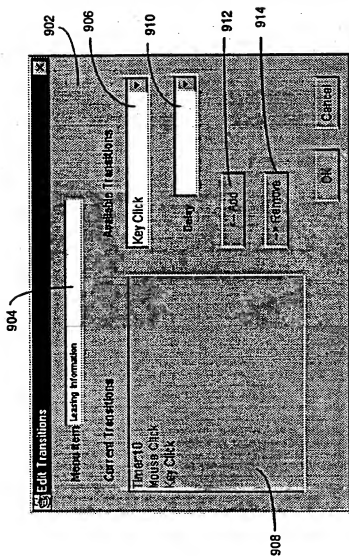 Edit Transitions
902
904
Menu Item
Leasing Information
Current Transitions
Available Transitions
906
Timer10
Mouse Click
Key Click
Key Click
Delay
910
<-- Add
912
--> Remove
914
908
OK
Cancel